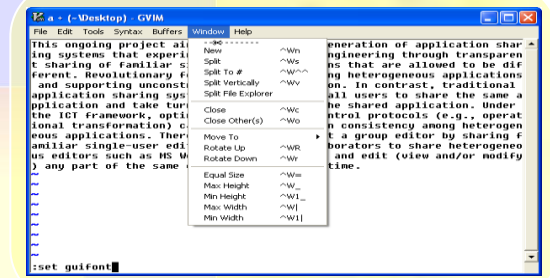 a + (~\Desktop) - GVIM
File Edit Tools Syntax Buffers Window Help
This ongoing project ai eneration of application shar
ing systems that experi ngineering through transparen
t sharing of familiar si ns that are allowed to be dif
ferent. Revolutionary f ng heterogeneous applications
and supporting unconst on. In contrast, traditional
application sharing syst all users to share the same a
pplication and take tur he shared application. Under
the ICT framework, optim ntrol protocols (e.g., operat
ional transformation) c n consistency among heterogen
eous applications. Ther t a group editor by sharing f
amiliar single-user edit borators to share heterogeneo
us editors such as MS W and edit (view and/or modify
) any part of the same time.
New ^Wn
Split ^Ws
Split To # ^W^^
Split Vertically ^Wv
Split File Explorer
Close ^Wc
Close Other(s) ^Wo
Move To
Rotate Up ^WR
Rotate Down ^Wr
Equal Size ^W=
Max Height ^W_
Min Height ^W1_
Max Width ^W|
Min Width ^W1|
~
~
~
~
~
~
:set guifont